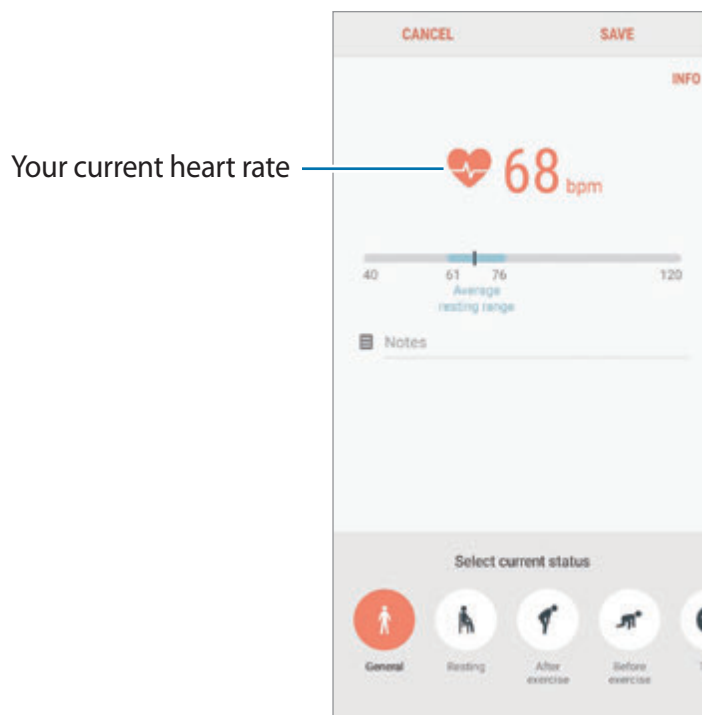 CANCEL SAVE
INFO
Your current heart rate
68 bpm
40 61 76 120
Average
resting range
Notes
Select current status
General Resting After Before
exercise exercise